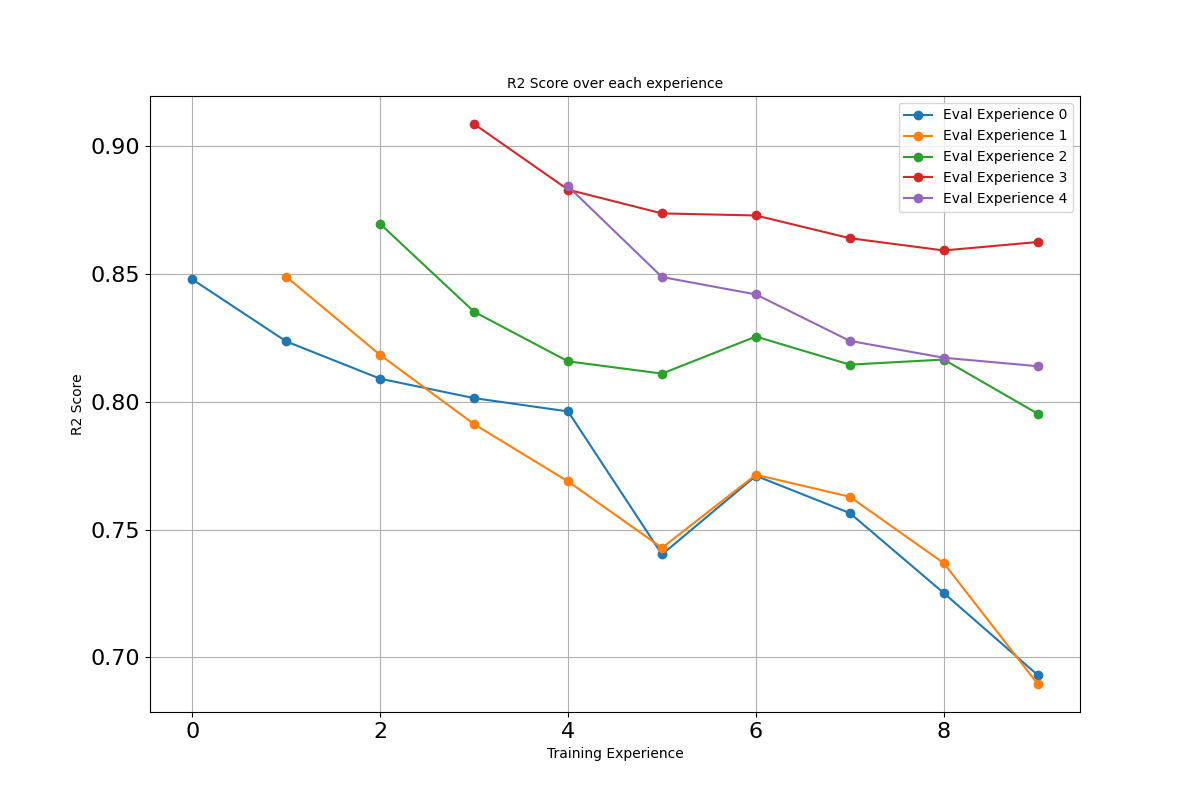 R2 Score over each experience
Eval Experience 0
Eval Experience 1
Eval Experience 2
Eval Experience 3
Eval Experience 4
0.90
0.85
0.80
0.75
0.70
R2 Score
0 2 4 6 8
Training Experience